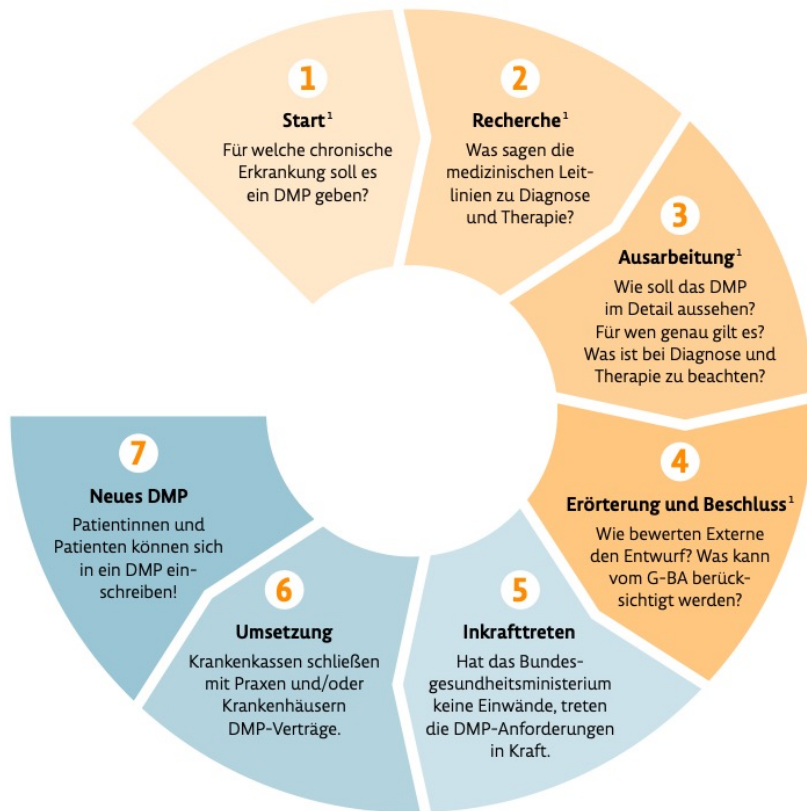 1
Start¹
Für welche chronische
Erkrankung soll es
ein DMP geben?
2
Recherche¹
Was sagen die
medizinischen Leit-
linien zu Diagnose
und Therapie?
3
Ausarbeitung¹
Wie soll das DMP
im Detail aussehen?
Für wen genau gilt es?
Was ist bei Diagnose und
Therapie zu beachten?
4
Erörterung und Beschluss¹
Wie bewerten Externe
den Entwurf? Was kann
vom G-BA berück-
sichtigt werden?
5
Inkrafttreten
Hat das Bundes-
gesundheitsministerium
keine Einwände, treten
die DMP-Anforderungen
in Kraft.
6
Umsetzung
Krankenkassen schließen
mit Praxen und/oder
Krankenhäusern
DMP-Verträge.
7
Neues DMP
Patientinnen und
Patienten können sich
in ein DMP ein-
schreiben!